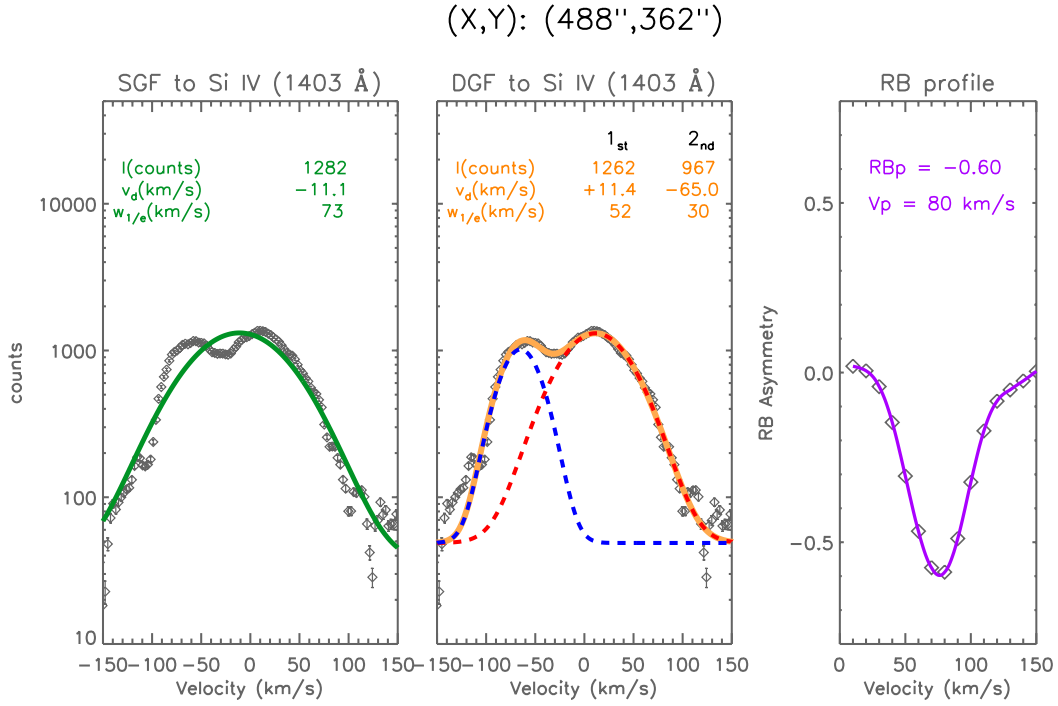 (X,Y): (488",362")
SGF to Si IV (1403 Å)
I(counts) 1282
v_d(km/s) −11.1
w_1/e(km/s) 73
counts
10000
1000
100
10
−150 −100 −50 0 50 100 150
Velocity (km/s)
DGF to Si IV (1403 Å)
1st 2nd
I(counts) 1262 967
v_d(km/s) +11.4 −65.0
w_1/e(km/s) 52 30
−150 −100 −50 0 50 100 150
Velocity (km/s)
RB profile
RBp = −0.60
Vp = 80 km/s
RB Asymmetry
0.5
0.0
−0.5
0 50 100 150
Velocity (km/s)